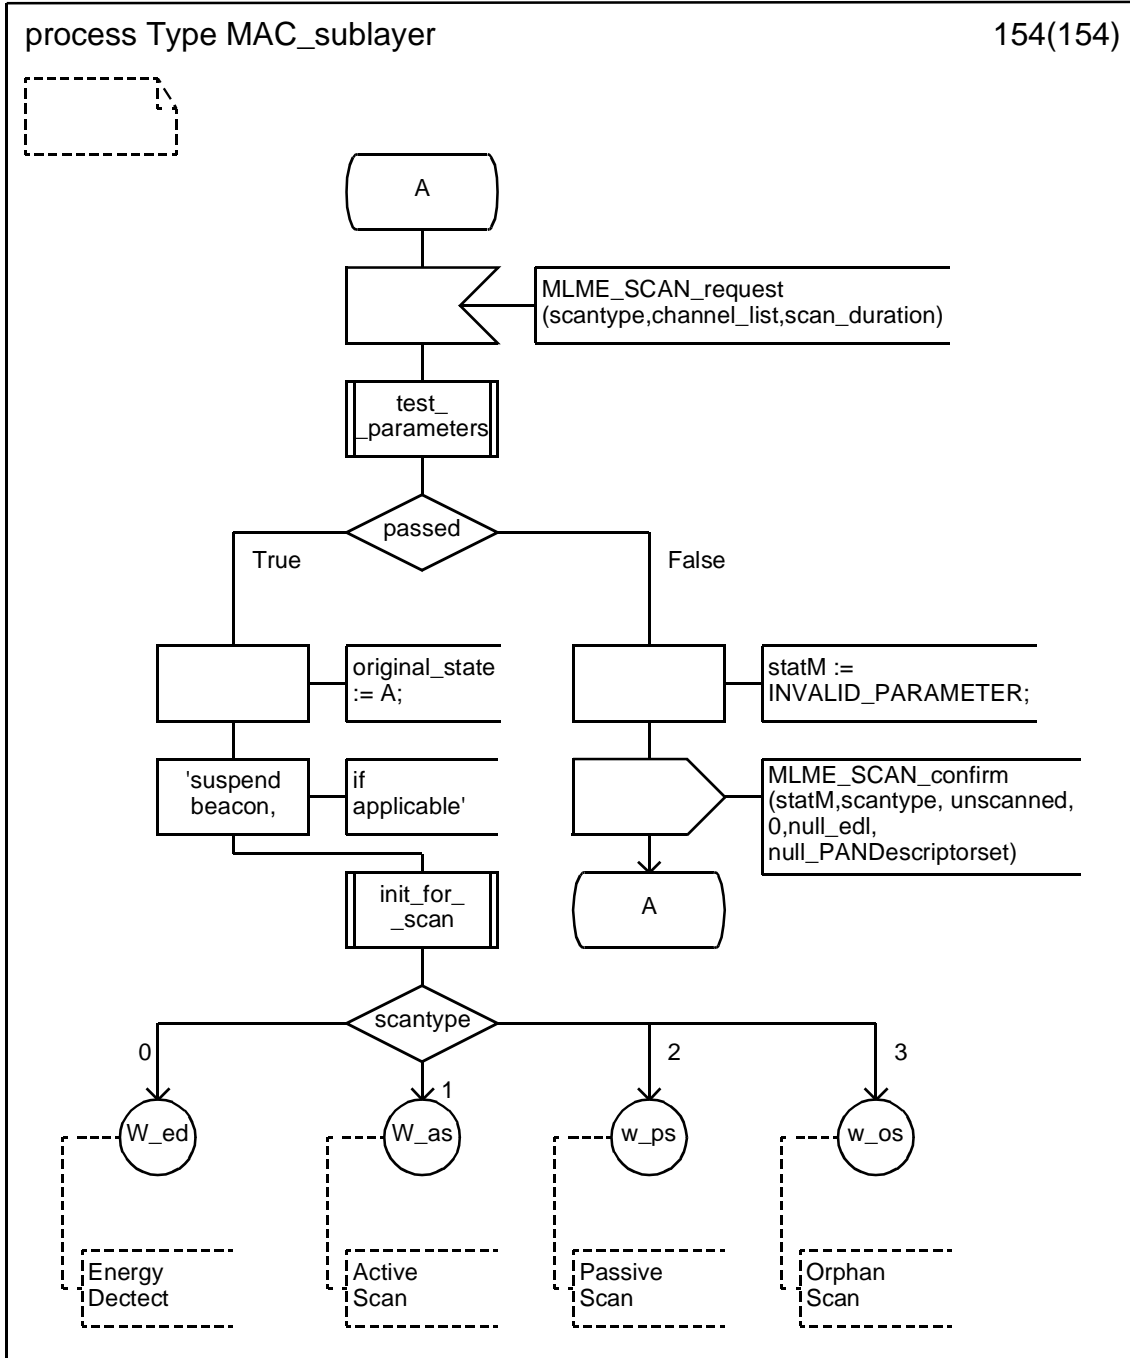 process Type MAC_sublayer
154(154)
A
MLME_SCAN_request
(scantype,channel_list,scan_duration)
test_
_parameters
passed
True
False
original_state
:= A;
statM :=
INVALID_PARAMETER;
'suspend
beacon,
if
applicable'
MLME_SCAN_confirm
(statM,scantype, unscanned,
0,null_edl,
null_PANDescriptorset)
init_for_
_scan
A
scantype
0
1
2
3
W_ed
W_as
w_ps
w_os
Energy
Dectect
Active
Scan
Passive
Scan
Orphan
Scan